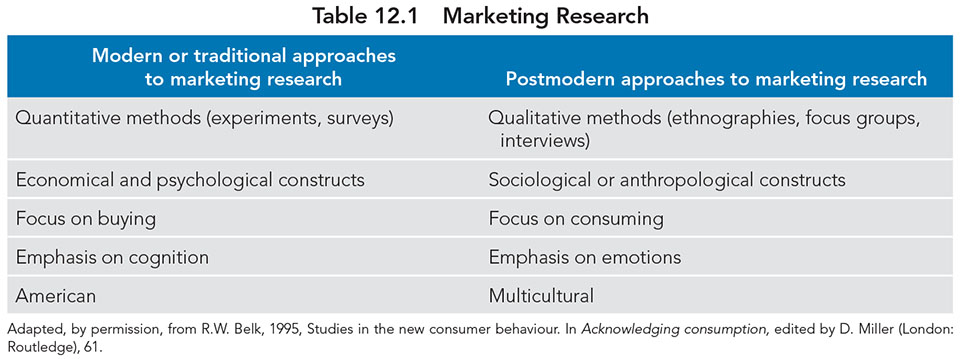 Table 12.1 Marketing Research
Modern or traditional approaches
to marketing research
Postmodern approaches to marketing research
Quantitative methods (experiments, surveys)
Qualitative methods (ethnographies, focus groups,
interviews)
Economical and psychological constructs
Sociological or anthropological constructs
Focus on buying
Focus on consuming
Emphasis on cognition
Emphasis on emotions
American
Multicultural
Adapted, by permission, from R.W. Belk, 1995, Studies in the new consumer behaviour. In Acknowledging consumption, edited by D. Miller (London:
Routledge), 61.